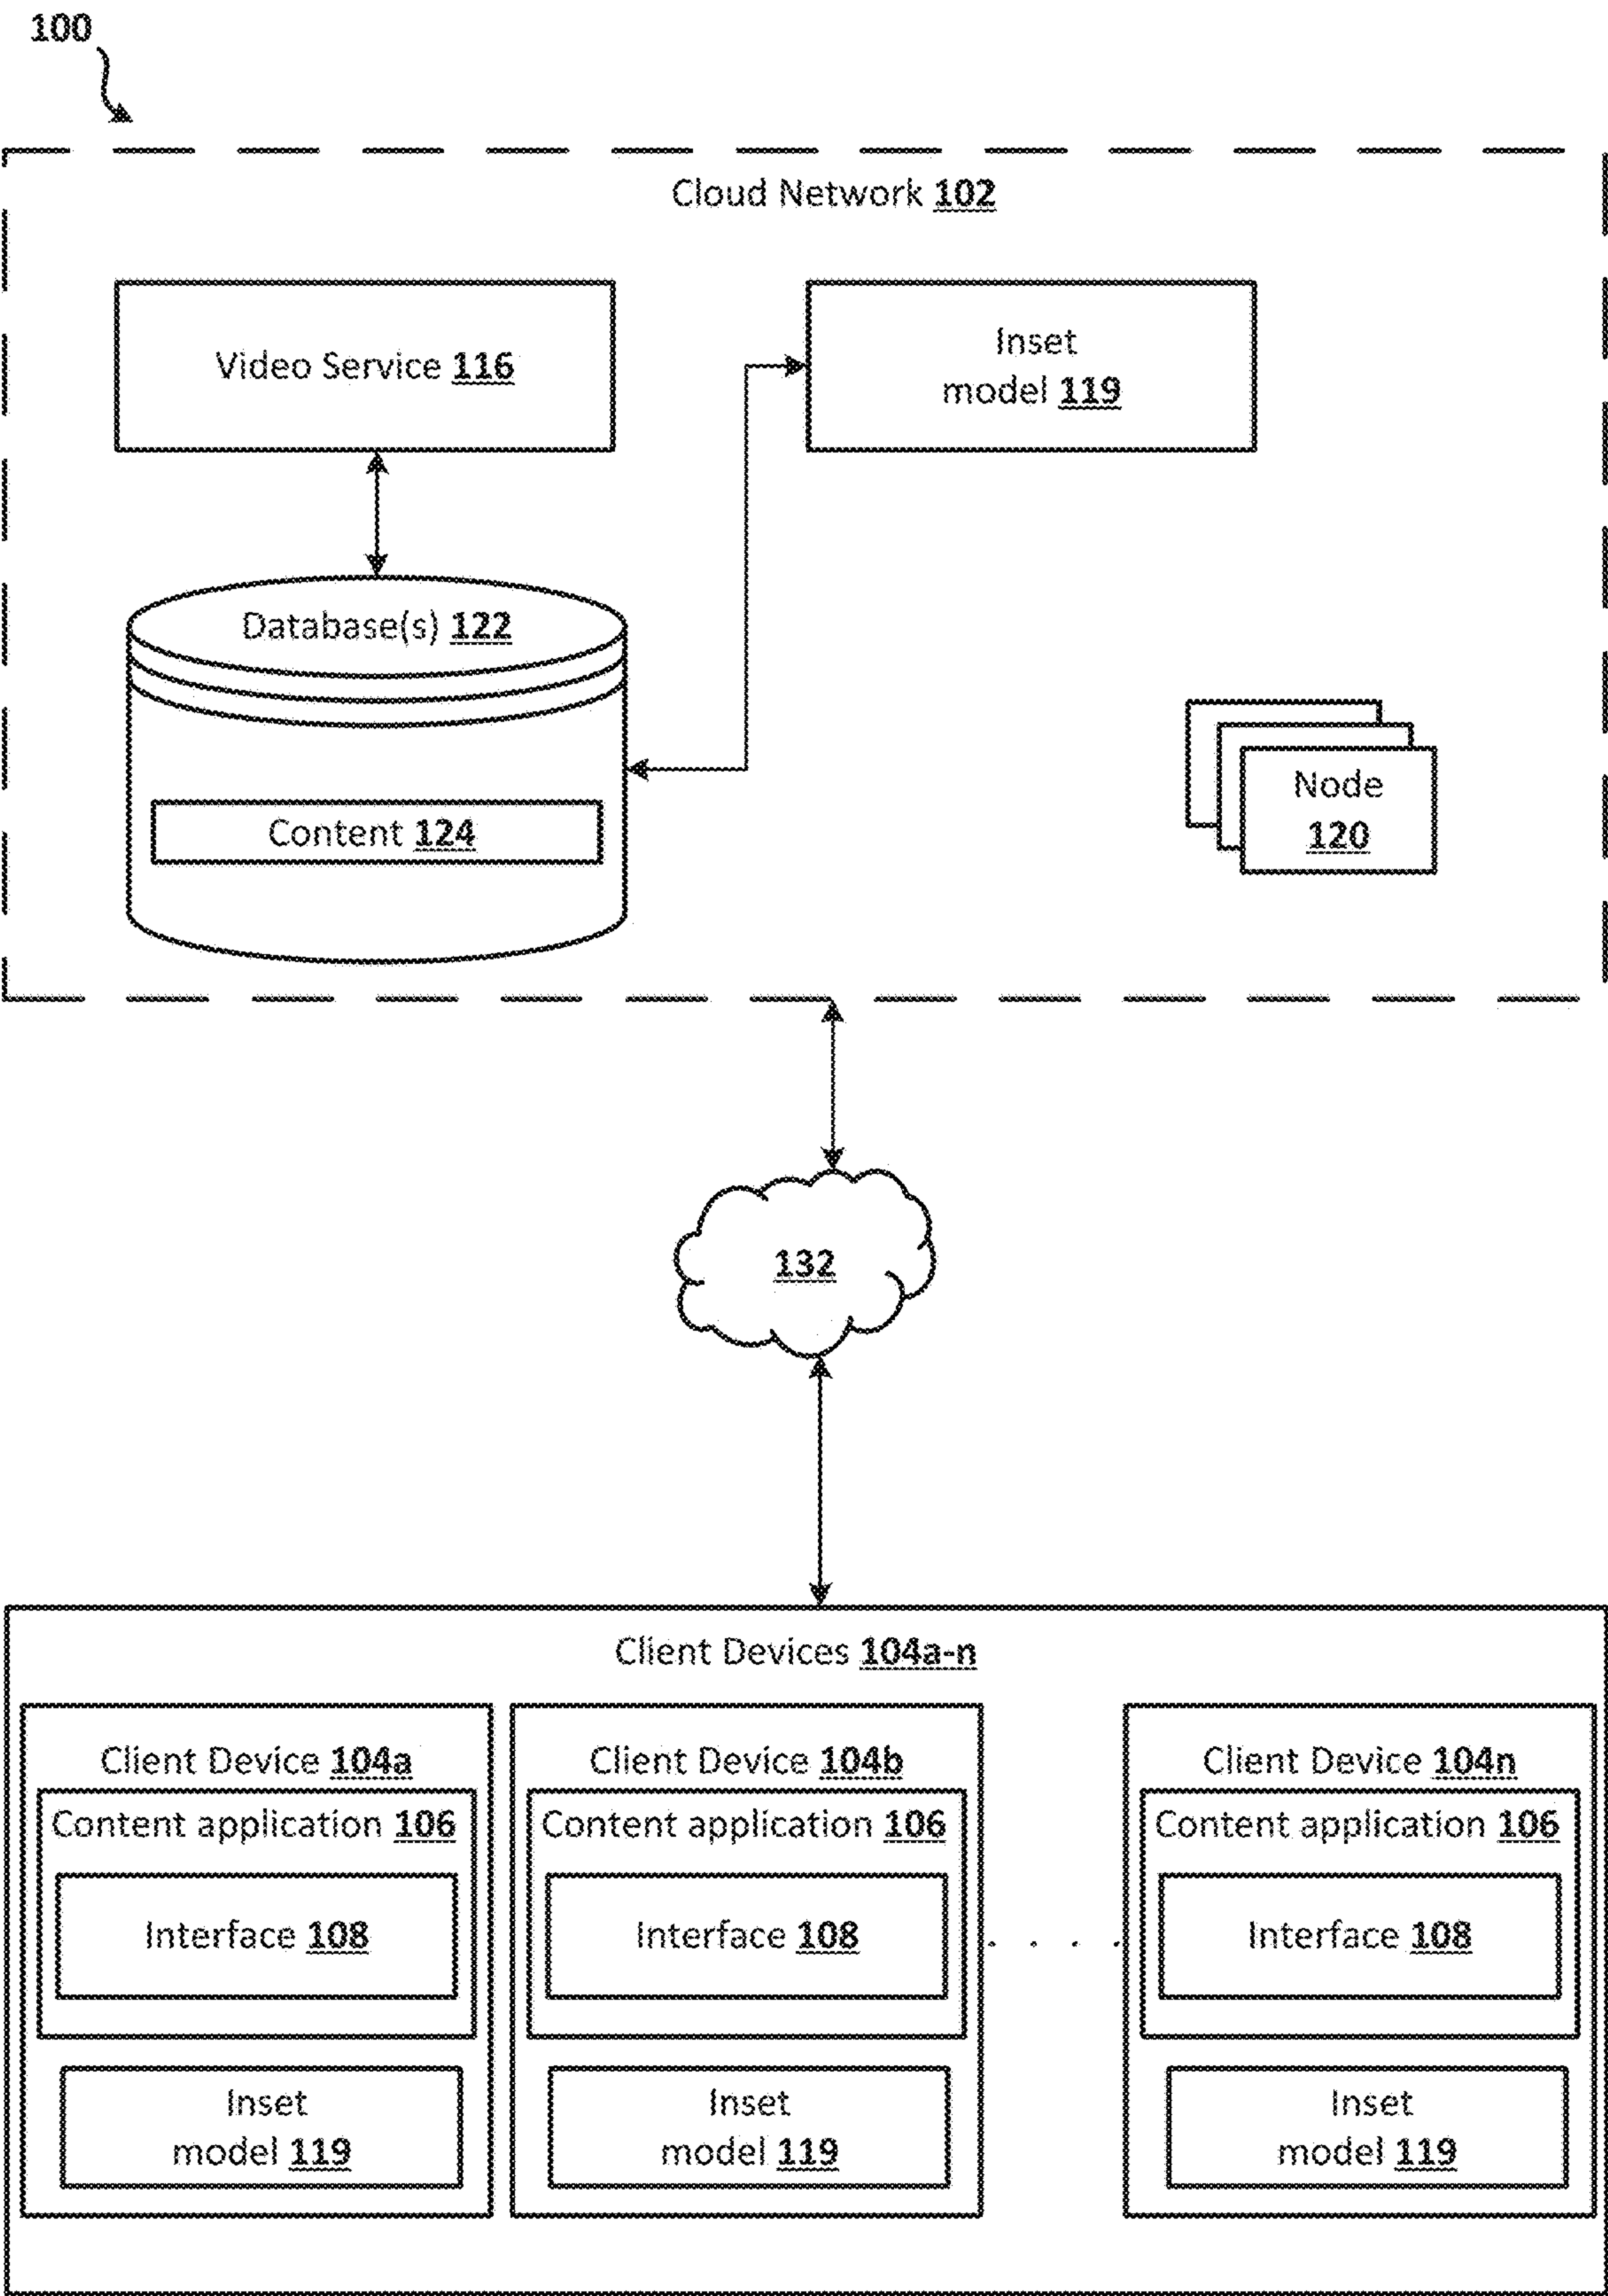 100
Cloud Network 102
Video Service 116
Inset
model 119
Database(s) 122
Content 124
Node
120
132
Client Devices 104a-n
Client Device 104a
Content application 106
Interface 108
Inset
model 119
Client Device 104b
Content application 106
Interface 108
Inset
model 119
. . . .
Client Device 104n
Content application 106
Interface 108
Inset
model 119